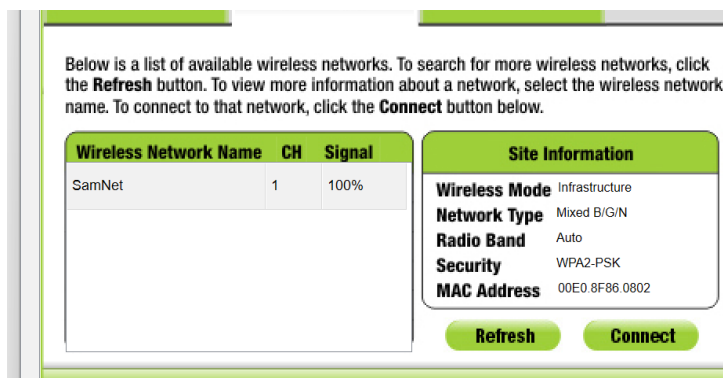 Below is a list of available wireless networks. To search for more wireless networks, click
the Refresh button. To view more information about a network, select the wireless network
name. To connect to that network, click the Connect button below.
Wireless Network Name CH Signal
SamNet 1 100%
Site Information
Wireless Mode Infrastructure
Network Type Mixed B/G/N
Radio Band Auto
Security WPA2-PSK
MAC Address 00E0.8F86.0802
Refresh Connect